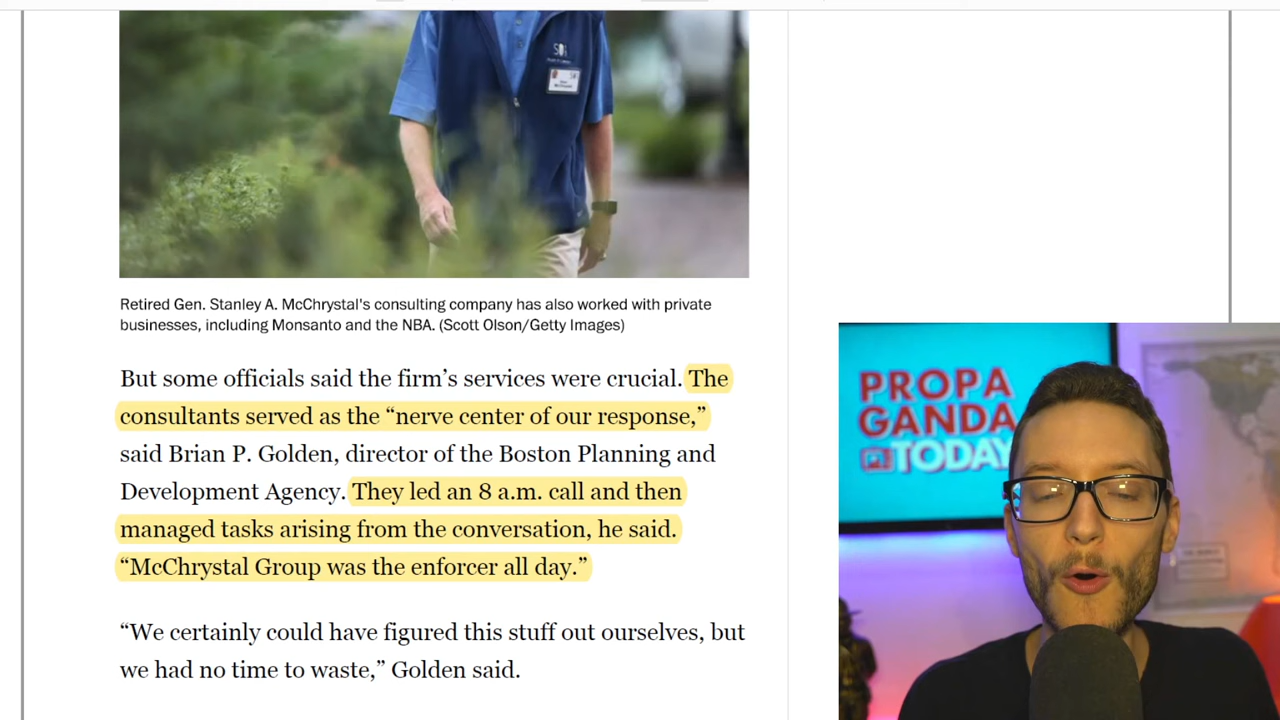 Retired Gen. Stanley A. McChrystal's consulting company has also worked with private
businesses, including Monsanto and the NBA. (Scott Olson/Getty Images)
But some officials said the firm’s services were crucial. The
consultants served as the “nerve center of our response,”
said Brian P. Golden, director of the Boston Planning and
Development Agency. They led an 8 a.m. call and then
managed tasks arising from the conversation, he said.
“McChrystal Group was the enforcer all day.”
“We certainly could have figured this stuff out ourselves, but
we had no time to waste,” Golden said.
PROPA
GANDA
TODAY